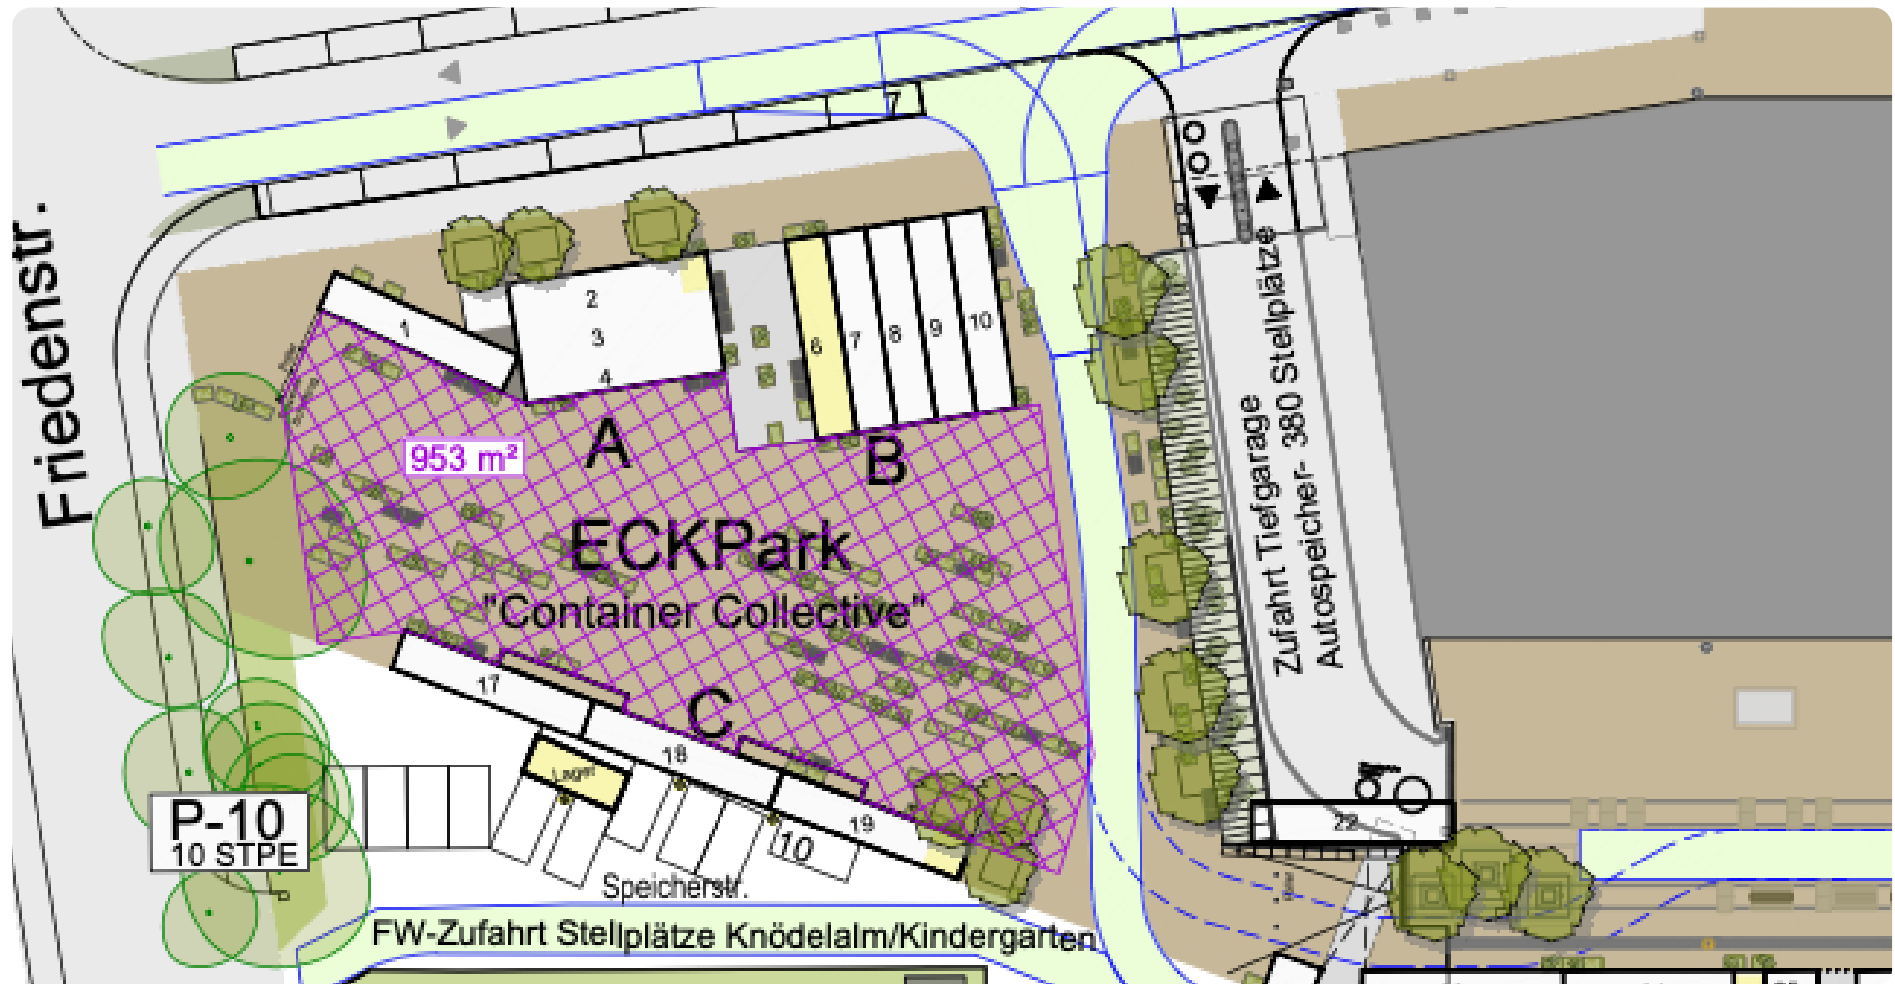 7
Friedenstr.
1
2
3
4
6
7
8
9
10
A
B
953 m²
ECKPark
"Container Collective"
Zufahrt Tiefgarage
Autospeicher- 380 Stellplätze
C
17
18
19
Lager
10
P-10
10 STPE
Speicherstr.
FW-Zufahrt Stellplätze Knödelalm/Kindergarten
22